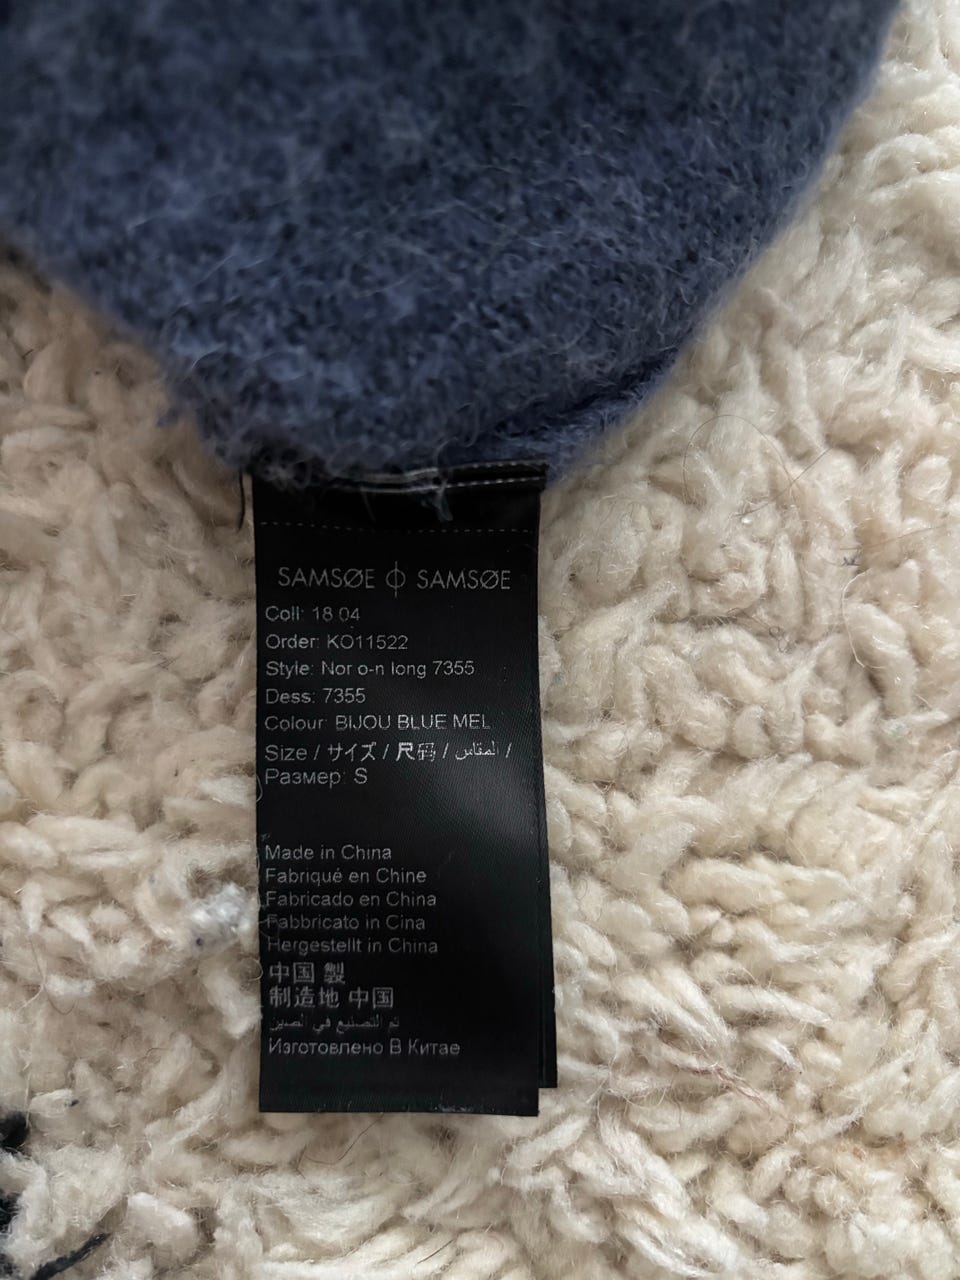 SAMSØE ϕ SAMSØE
Coll: 18 04
Order: KO11522
Style: Nor o-n long 7355
Dess: 7355
Colour: BIJOU BLUE MEL
Size / サイズ / 尺码 / المقاس /
Размер: S
Made in China
Fabriqué en Chine
Fabricado en China
Fabbricato in Cina
Hergestellt in China
中国 製
制造地 中国
تم التصنيع في الصين
Изготовлено В Китае